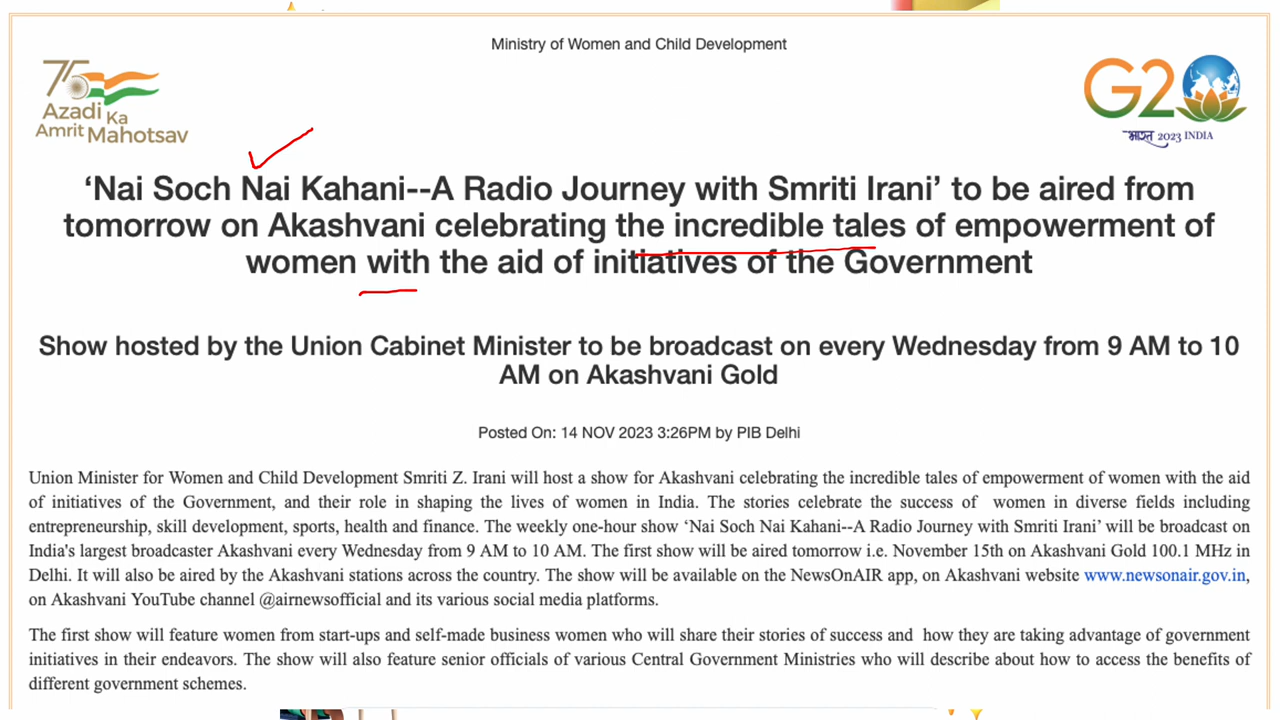 Ministry of Women and Child Development
75
Azadi Ka
Amrit Mahotsav
G20
भारत 2023 INDIA
‘Nai Soch Nai Kahani--A Radio Journey with Smriti Irani’ to be aired from
tomorrow on Akashvani celebrating the incredible tales of empowerment of
women with the aid of initiatives of the Government
Show hosted by the Union Cabinet Minister to be broadcast on every Wednesday from 9 AM to 10
AM on Akashvani Gold
Posted On: 14 NOV 2023 3:26PM by PIB Delhi
Union Minister for Women and Child Development Smriti Z. Irani will host a show for Akashvani celebrating the incredible tales of empowerment of women with the aid
of initiatives of the Government, and their role in shaping the lives of women in India. The stories celebrate the success of women in diverse fields including
entrepreneurship, skill development, sports, health and finance. The weekly one-hour show ‘Nai Soch Nai Kahani--A Radio Journey with Smriti Irani’ will be broadcast on
India's largest broadcaster Akashvani every Wednesday from 9 AM to 10 AM. The first show will be aired tomorrow i.e. November 15th on Akashvani Gold 100.1 MHz in
Delhi. It will also be aired by the Akashvani stations across the country. The show will be available on the NewsOnAIR app, on Akashvani website www.newsonair.gov.in,
on Akashvani YouTube channel @airnewsofficial and its various social media platforms.
The first show will feature women from start-ups and self-made business women who will share their stories of success and how they are taking advantage of government
initiatives in their endeavors. The show will also feature senior officials of various Central Government Ministries who will describe about how to access the benefits of
different government schemes.